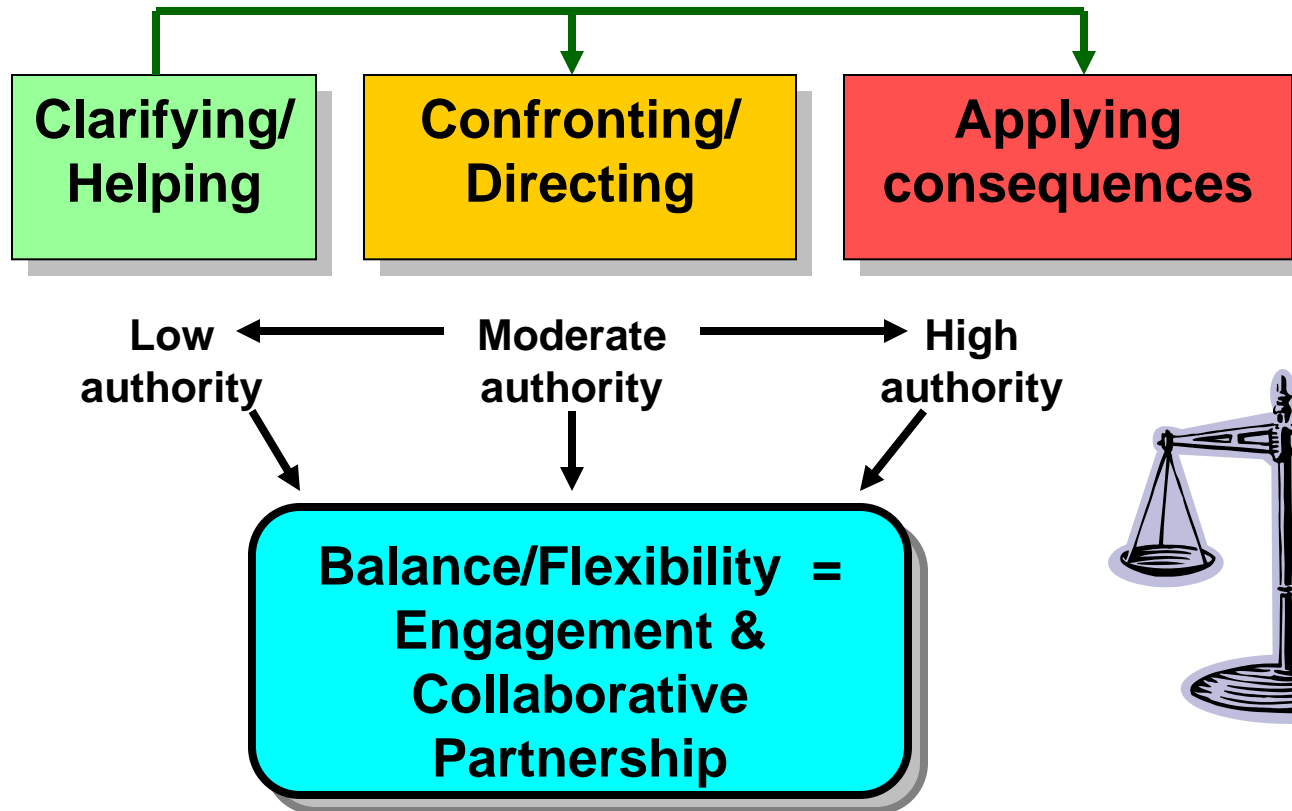 Clarifying/
Helping
Confronting/
Directing
Applying
consequences
Low
authority
Moderate
authority
High
authority
Balance/Flexibility =
Engagement &
Collaborative
Partnership